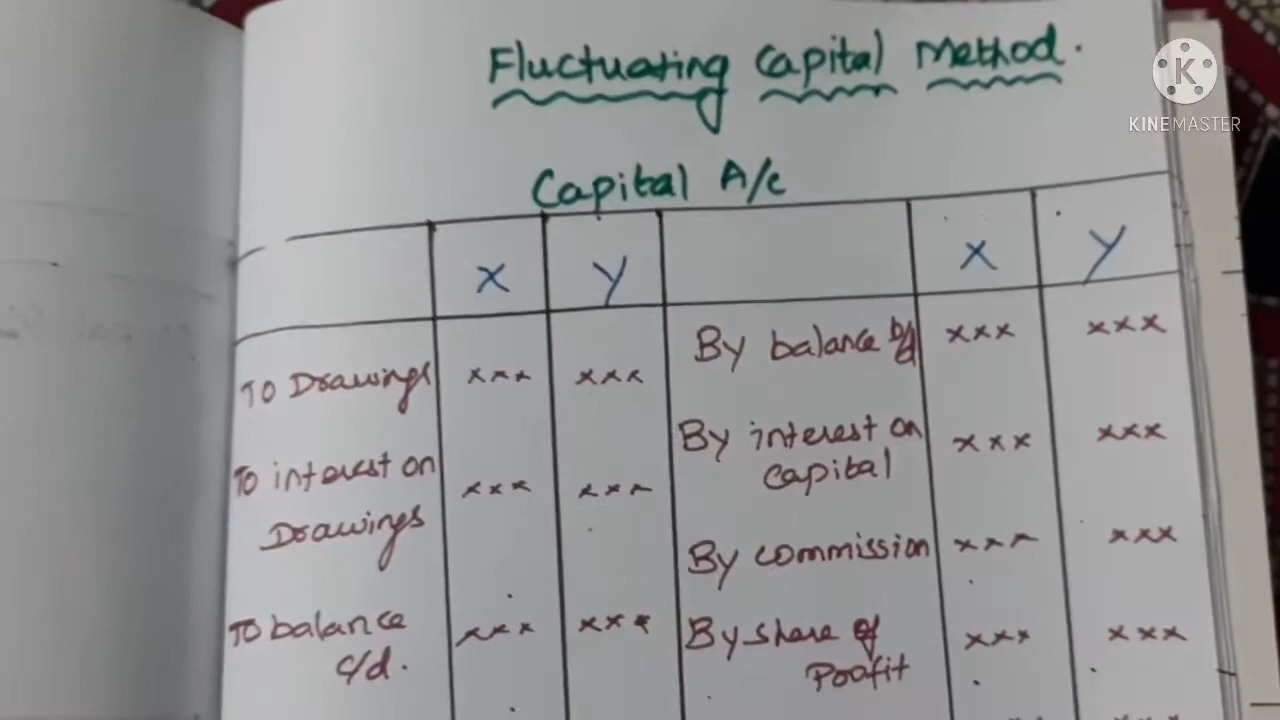 Fluctuating Capital Method.
K
KINEMASTER
Capital A/c
X Y X Y
To Drawings xxx xxx
To interest on
Drawings xxx xxx
To balance
c/d. xxx xxx
By balance b/d xxx xxx
By interest on
capital xxx xxx
By commission xxx xxx
By share of
Profit xxx xxx